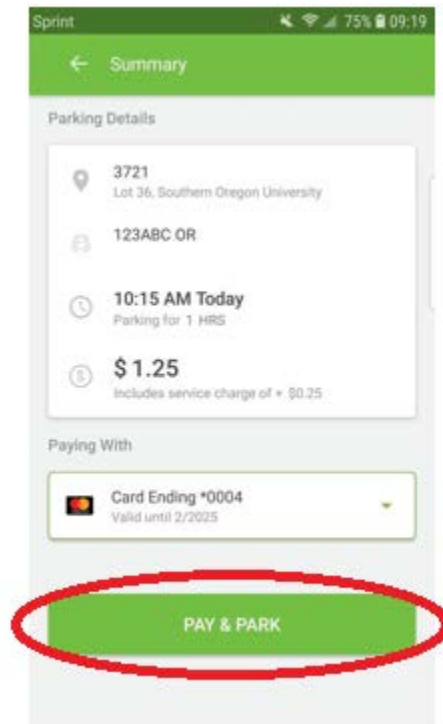 Sprint 75% 09:19
Summary
Parking Details
3721
Lot 36, Southern Oregon University
123ABC OR
10:15 AM Today
Parking for 1 HRS
$ 1.25
Includes service charge of + $0.25
Paying With
Card Ending *0004
Valid until 2/2025
PAY & PARK